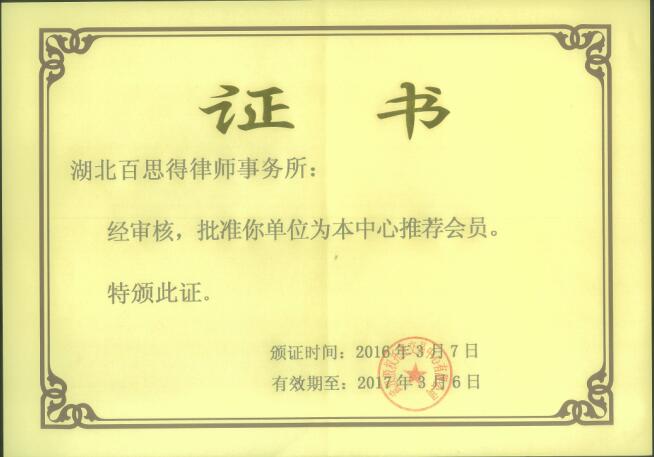 证书
湖北百思得律师事务所：
经审核，批准你单位为本中心推荐会员。
特颁此证。
颁证时间：2016年3月7日
有效期至：2017年3月6日